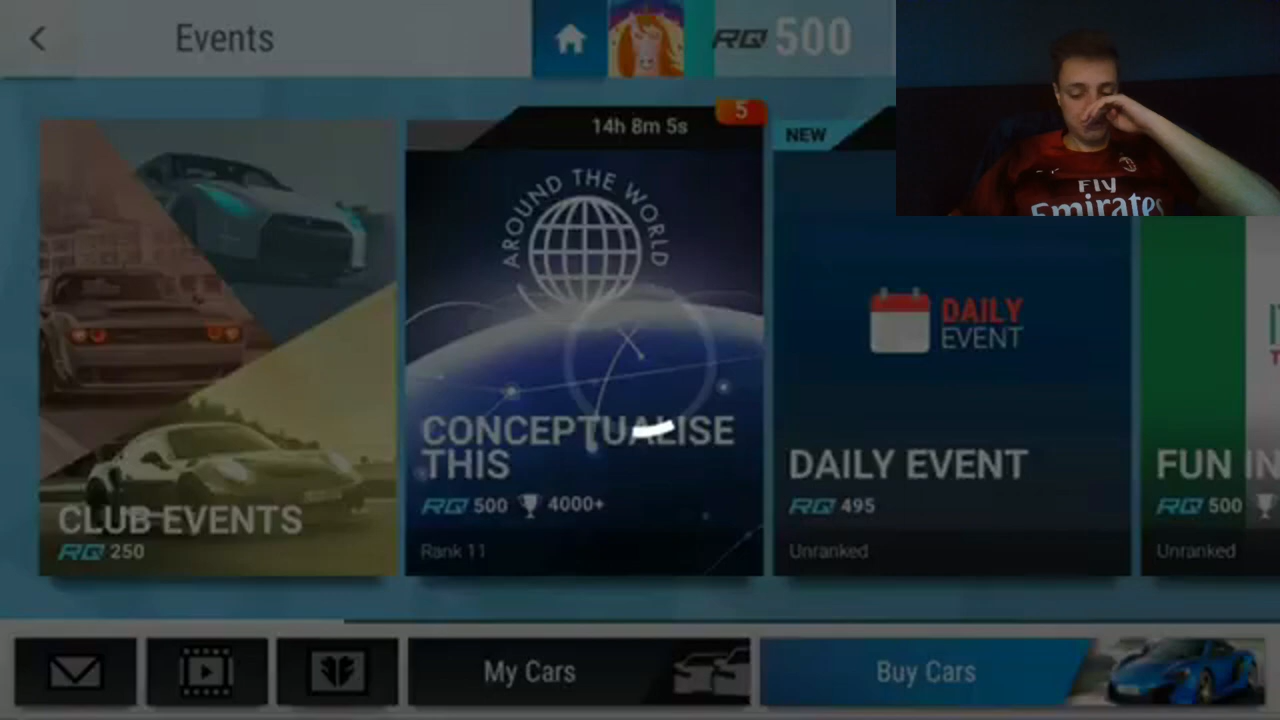 Events
RQ 500
FLY
Emirates
CLUB EVENTS
RQ 250
14h 8m 5s
5
AROUND THE WORLD
CONCEPTUALISE
THIS
RQ 500 4000+
Rank 11
NEW
DAILY
EVENT
DAILY EVENT
RQ 495
Unranked
FUN IN
RQ 500
Unranked
My Cars
Buy Cars